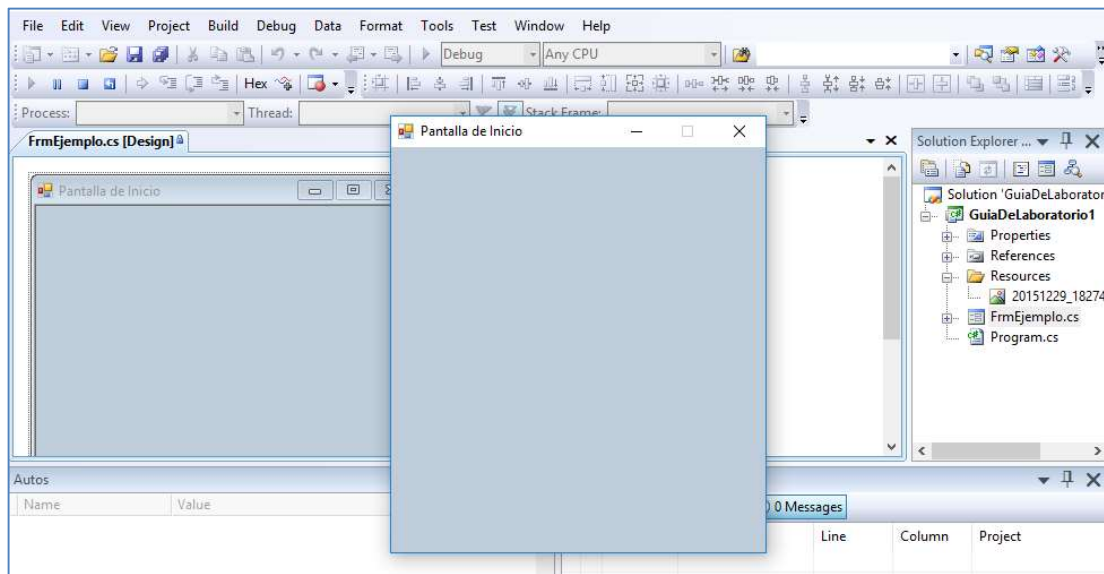 File Edit View Project Build Debug Data Format Tools Test Window Help
Debug Any CPU
Hex
Process: Thread: Stack Frame:
FrmEjemplo.cs [Design]
Pantalla de Inicio
Pantalla de Inicio
Solution Explorer ...
Solution 'GuiaDeLaborator
GuiaDeLaboratorio1
Properties
References
Resources
20151229_18274
FrmEjemplo.cs
Program.cs
Autos
Name Value
0 Messages
Line Column Project